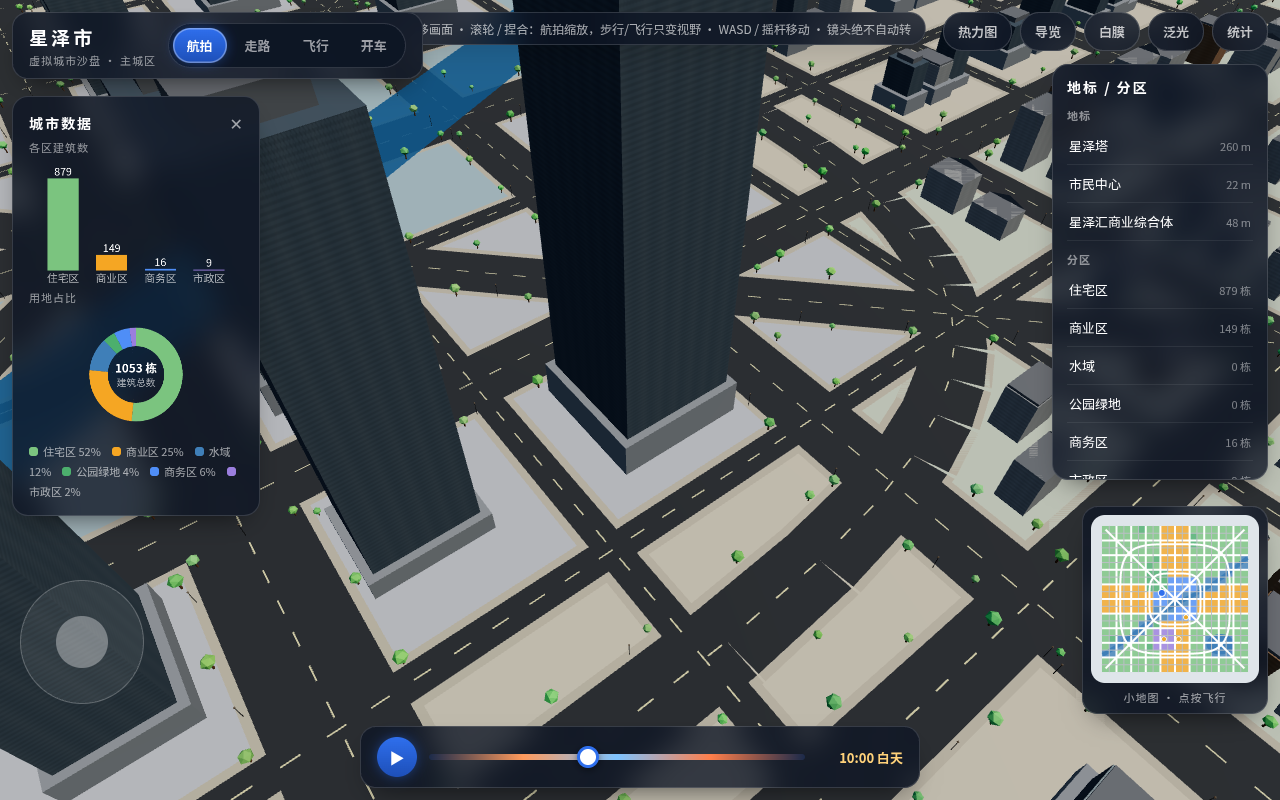 星泽市
虚拟城市沙盘 · 主城区
航拍
走路
飞行
开车
画面 · 滚轮 / 捏合：航拍缩放，步行/飞行只变视野 · WASD / 摇杆移动 · 镜头绝不自动转
热力图
导览
白膜
泛光
统计
城市数据
×
各区建筑数
879
149
16
9
住宅区
商业区
商务区
市政区
用地占比
1053 栋
建筑总数
住宅区 52% 商业区 25% 水域
12% 公园绿地 4% 商务区 6%
市政区 2%
地标 / 分区
地标
星泽塔 260 m
市民中心 22 m
星泽汇商业综合体 48 m
分区
住宅区 879 栋
商业区 149 栋
水域 0 栋
公园绿地 0 栋
商务区 16 栋
市政区 9 栋
小地图 · 点按飞行
10:00 白天